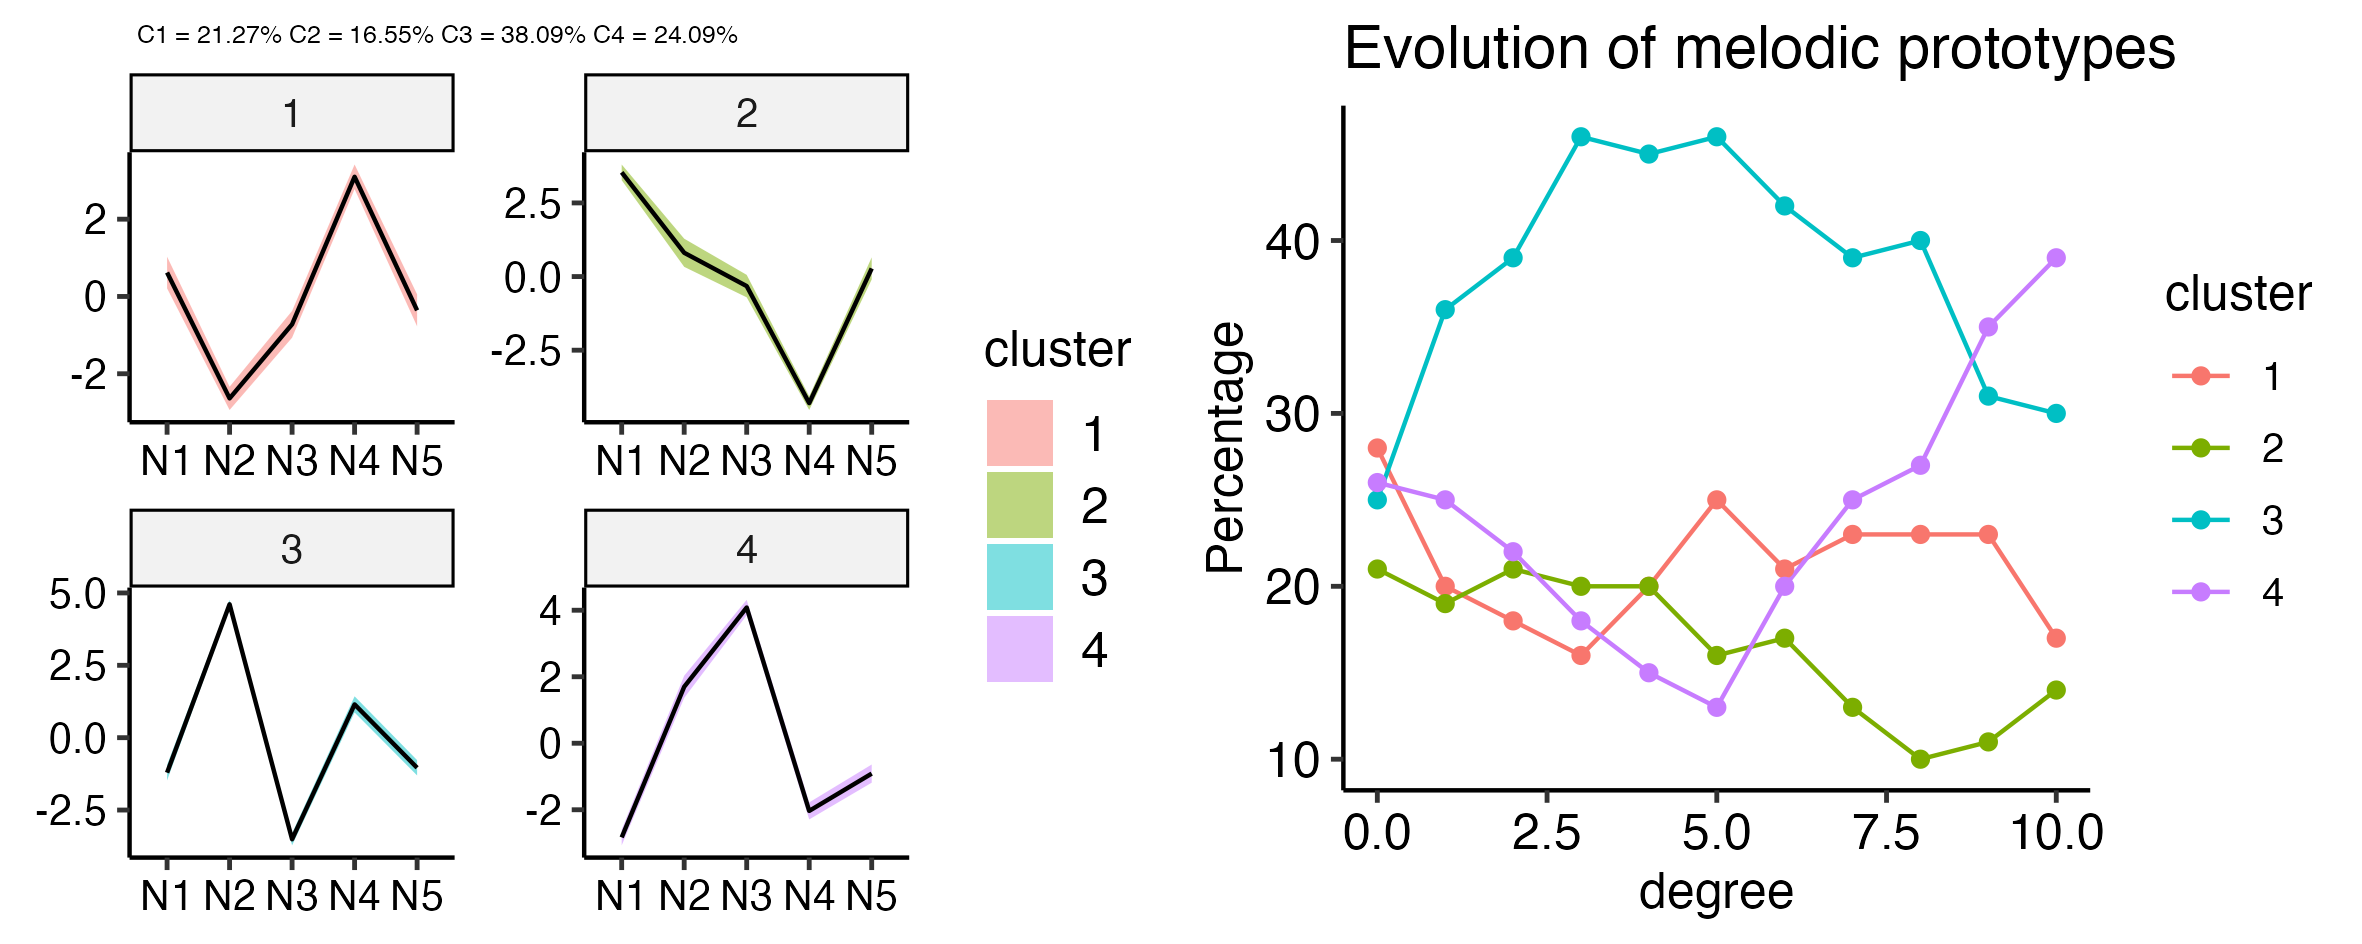 C1 = 21.27% C2 = 16.55% C3 = 38.09% C4 = 24.09%
1
2
0
-2
N1 N2 N3 N4 N5
2
2.5
0.0
-2.5
N1 N2 N3 N4 N5
3
5.0
2.5
0.0
-2.5
N1 N2 N3 N4 N5
4
4
2
0
-2
N1 N2 N3 N4 N5
cluster
1
2
3
4
Evolution of melodic prototypes
Percentage
40
30
20
10
0.0 2.5 5.0 7.5 10.0
degree
cluster
1
2
3
4